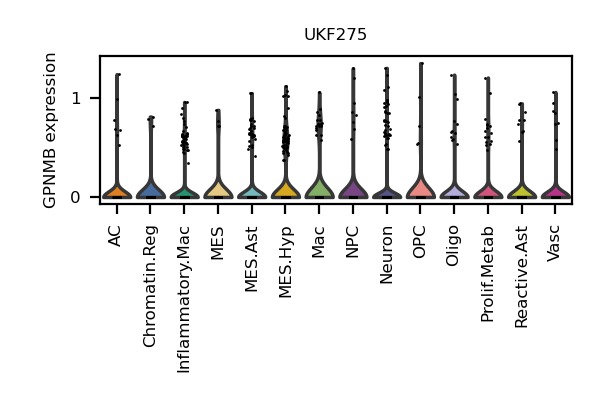 UKF275
GPNMB expression
1
0
AC
Chromatin.Reg
Inflammatory.Mac
MES
MES.Ast
MES.Hyp
Mac
NPC
Neuron
OPC
Oligo
Prolif.Metab
Reactive.Ast
Vasc